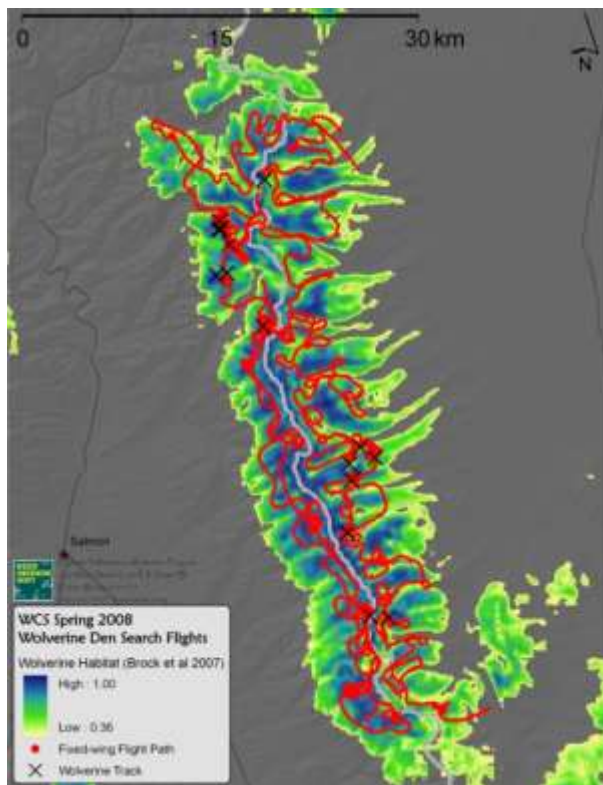 0 15 30 km
N
Salmon
WCS Spring 2008
Wolverine Den Search Flights
Wolverine Habitat (Brock et al 2007)
High : 1.00
Low : 0.36
Fixed-wing Flight Path
Wolverine Track